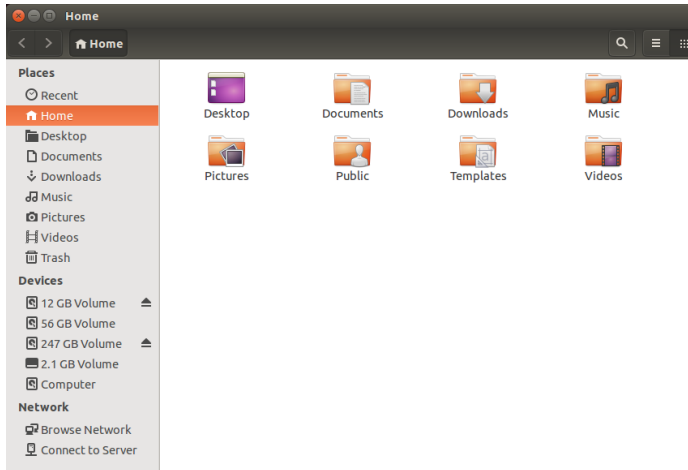 Home
Home
Places
Recent
Home
Desktop
Documents
Downloads
Music
Pictures
Videos
Trash
Devices
12 GB Volume
56 GB Volume
247 GB Volume
2.1 GB Volume
Computer
Network
Browse Network
Connect to Server
Desktop Documents Downloads Music
Pictures Public Templates Videos